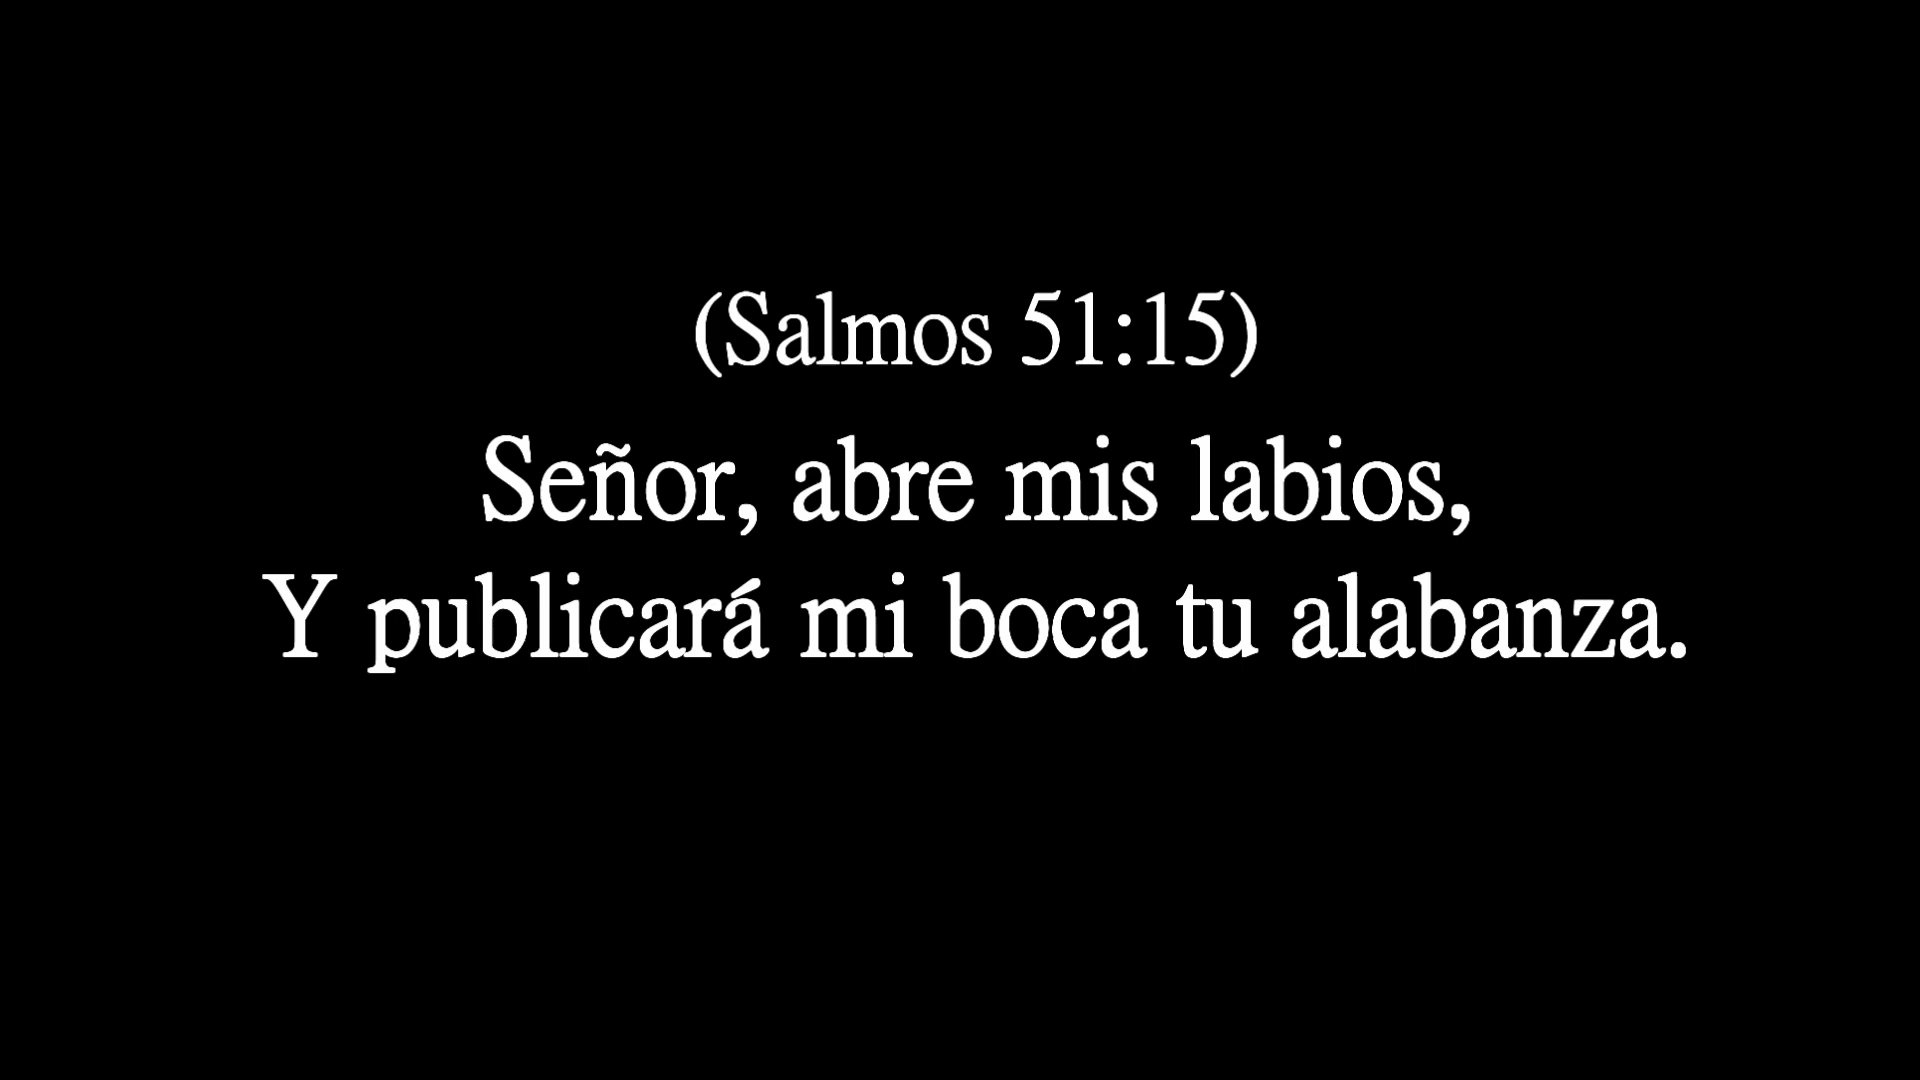 (Salmos 51:15)
Señor, abre mis labios,
Y publicará mi boca tu alabanza.